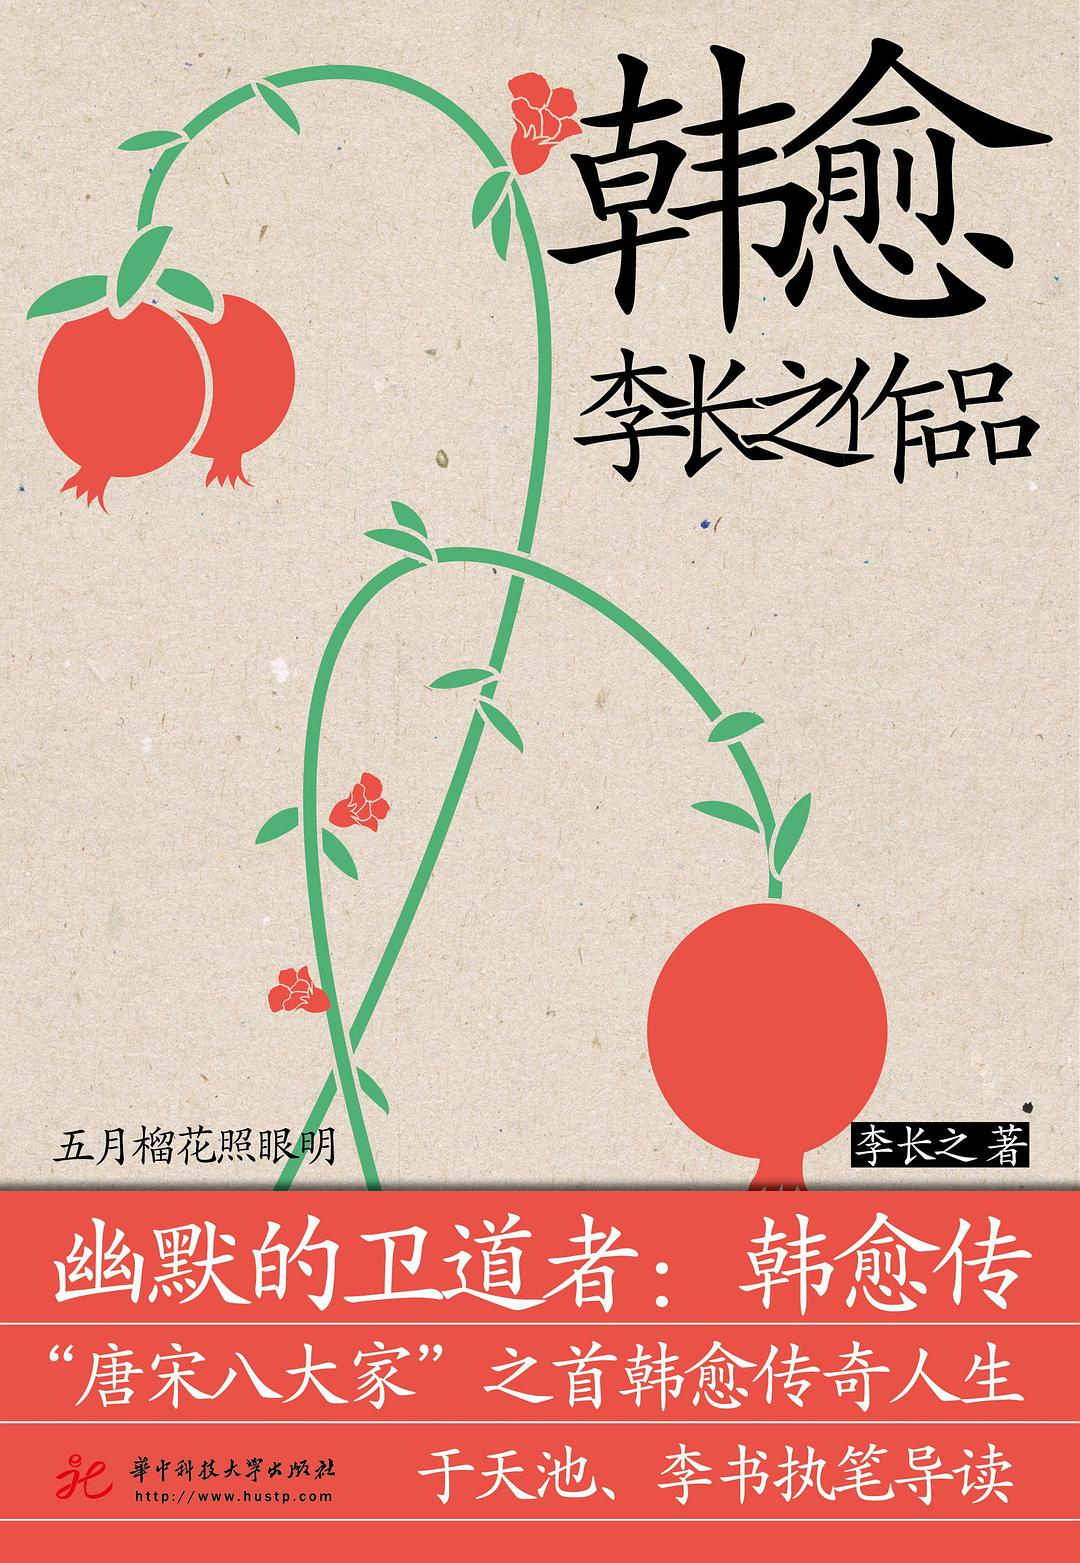 韩愈
李长之作品
五月榴花照眼明
李长之 著
幽默的卫道者：韩愈传
“唐宋八大家”之首韩愈传奇人生
于天池、李书执笔导读
華中科技大学出版社
http://www.hustp.com